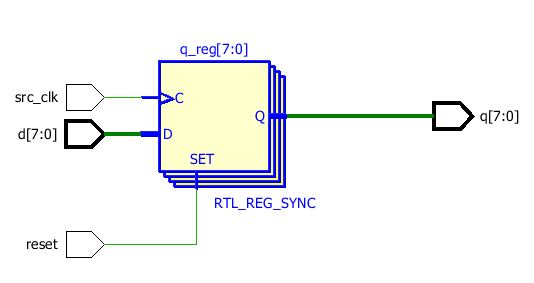 q_reg[7:0]
src_clk
C
d[7:0]
D
Q
q[7:0]
SET
RTL_REG_SYNC
reset